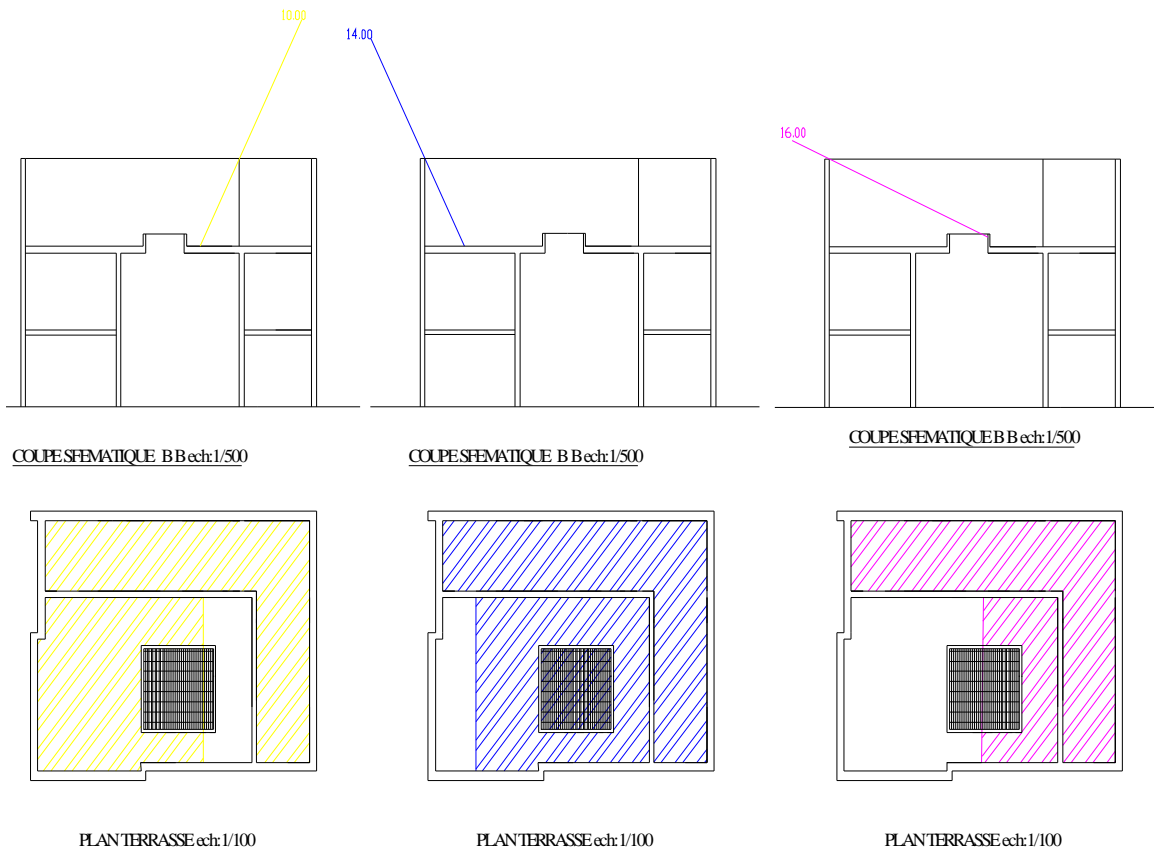 10.00
14.00
16.00
COUPE SFEMATIQUE B B ech:1/500
COUPE SFEMATIQUE B B ech:1/500
COUPE SFEMATIQUE B B ech:1/500
PLAN TERRASSE ech:1/100
PLAN TERRASSE ech:1/100
PLAN TERRASSE ech:1/100